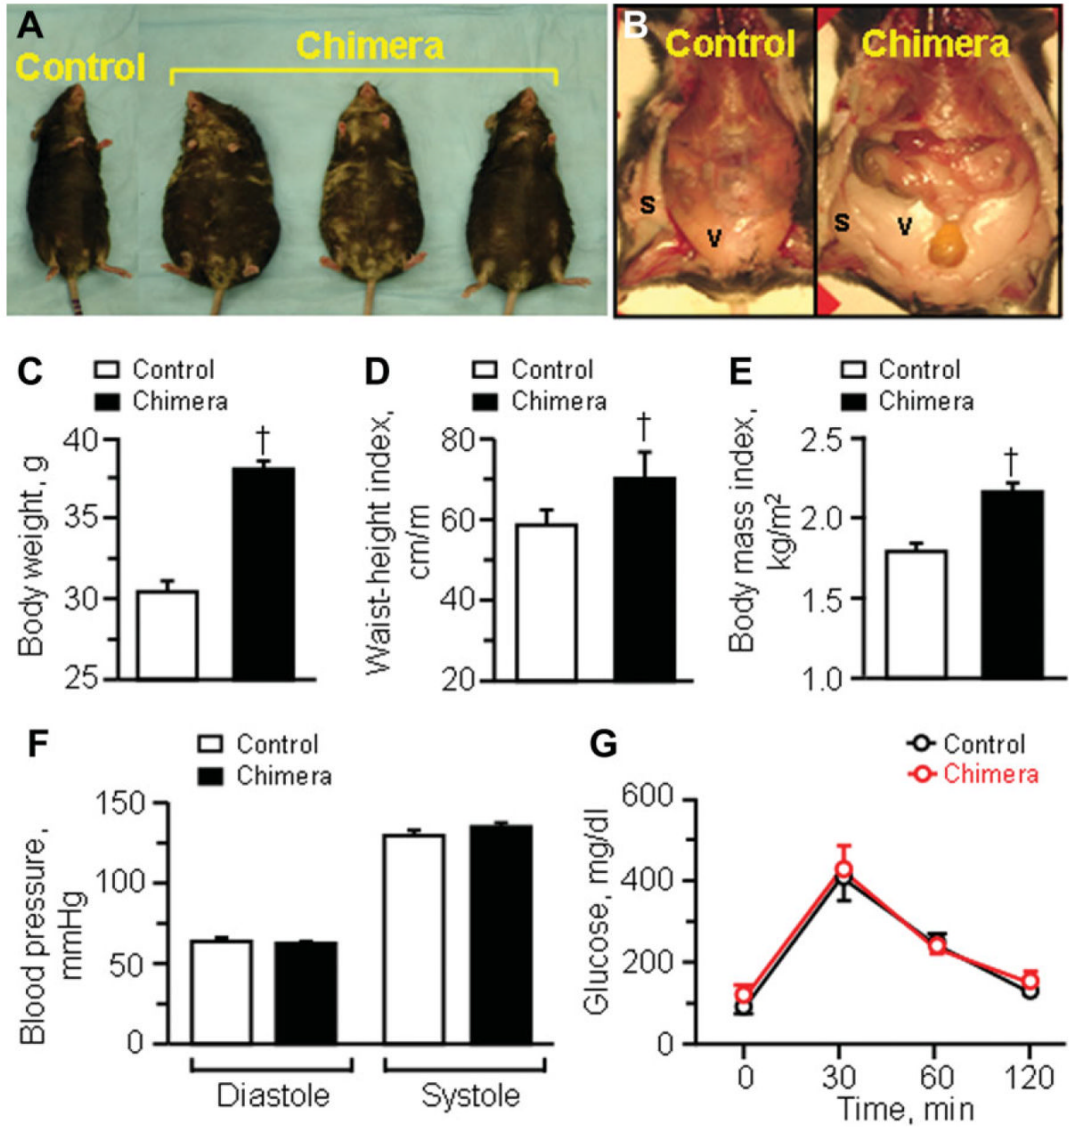 A
Control
Chimera
B
Control
Chimera
S
V
S
V
C
Control
Chimera
Body weight, g
40
35
30
25
†
D
Control
Chimera
Waist-height index,
cm/m
80
60
40
20
†
E
Control
Chimera
Body mass index,
kg/m²
2.5
2.0
1.5
1.0
†
F
Control
Chimera
Blood pressure,
mmHg
150
100
50
0
Diastole
Systole
G
Control
Chimera
Glucose, mg/dl
600
400
200
0
0 30 60 120
Time, min